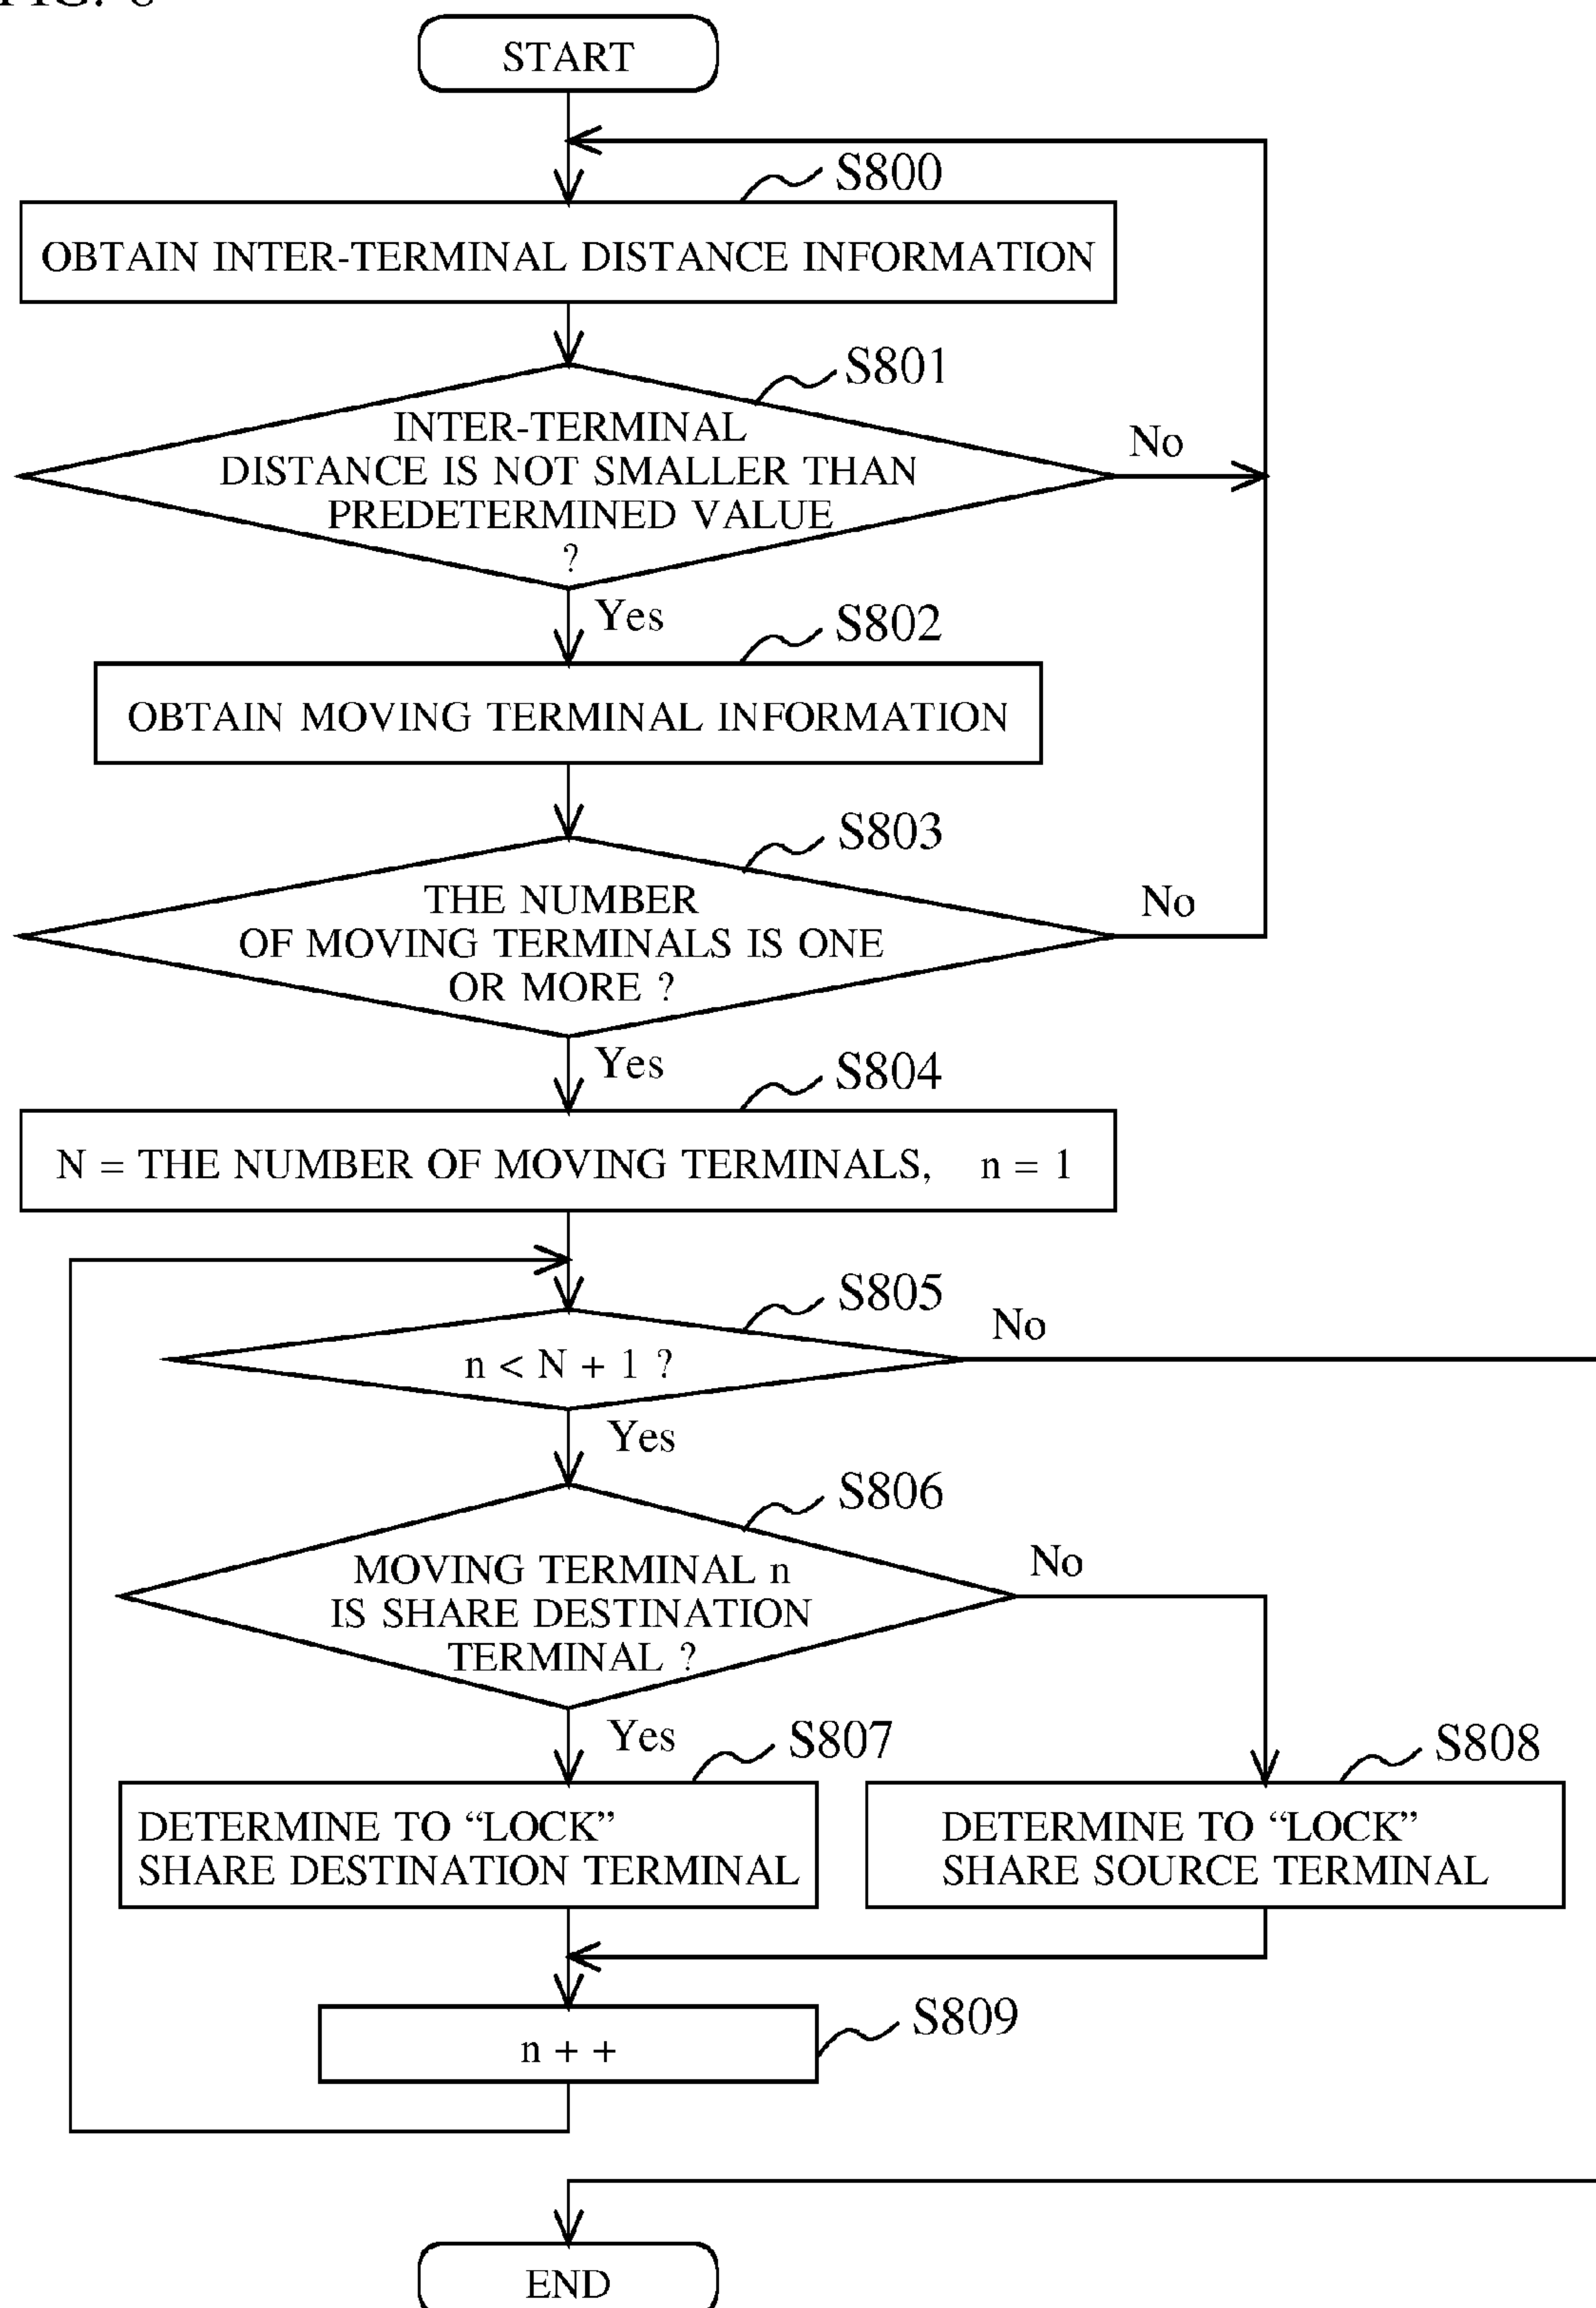 START
S800
OBTAIN INTER-TERMINAL DISTANCE INFORMATION
S801
INTER-TERMINAL
DISTANCE IS NOT SMALLER THAN
PREDETERMINED VALUE
?
No
Yes
S802
OBTAIN MOVING TERMINAL INFORMATION
S803
THE NUMBER
OF MOVING TERMINALS IS ONE
OR MORE ?
No
Yes
S804
N = THE NUMBER OF MOVING TERMINALS, n = 1
S805
n < N + 1 ?
No
Yes
S806
MOVING TERMINAL n
IS SHARE DESTINATION
TERMINAL ?
No
Yes
S807
DETERMINE TO “LOCK”
SHARE DESTINATION TERMINAL
S808
DETERMINE TO “LOCK”
SHARE SOURCE TERMINAL
S809
n + +
END